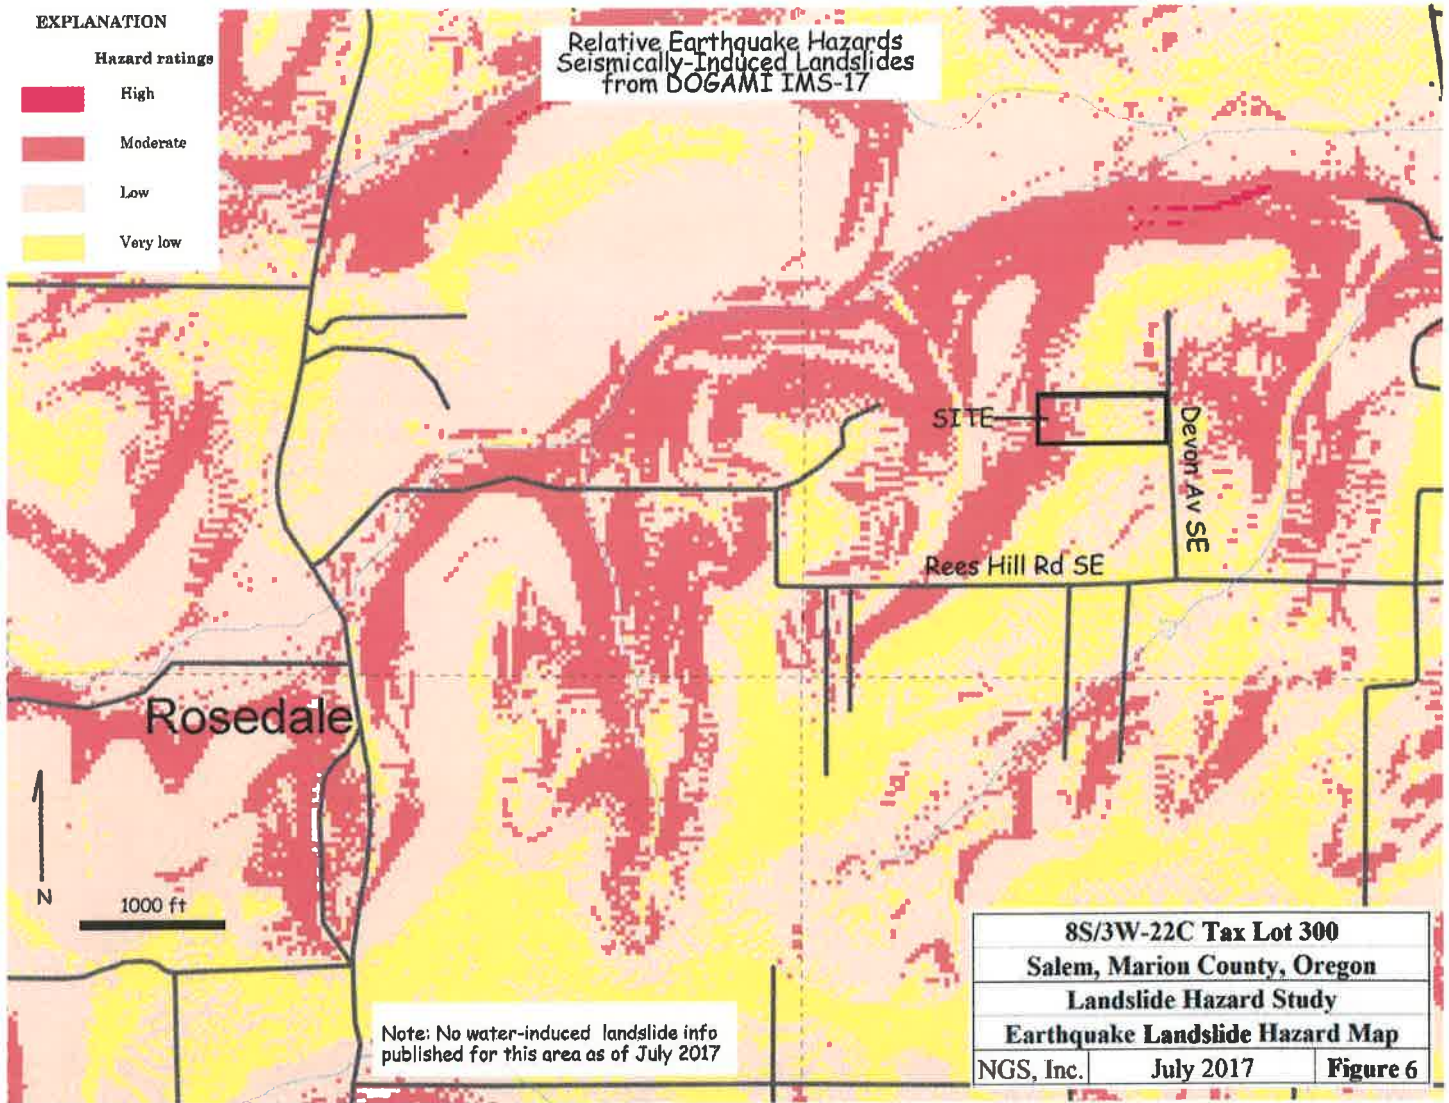 EXPLANATION
Hazard ratings
High
Moderate
Low
Very low
Relative Earthquake Hazards
Seismically-Induced Landslides
from DOGAMI IMS-17
SITE
Devon Av SE
Rees Hill Rd SE
Rosedale
N
1000 ft
Note: No water-induced landslide info
published for this area as of July 2017
8S/3W-22C Tax Lot 300
Salem, Marion County, Oregon
Landslide Hazard Study
Earthquake Landslide Hazard Map
NGS, Inc. July 2017 Figure 6